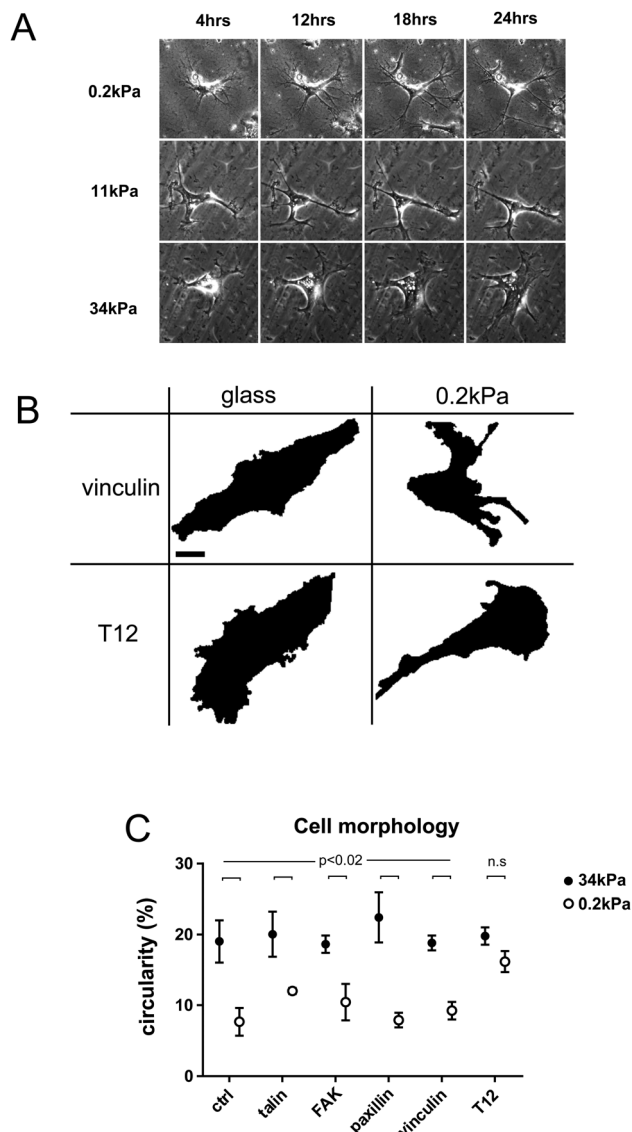 A
4hrs 12hrs 18hrs 24hrs
0.2kPa
11kPa
34kPa
B
glass 0.2kPa
vinculin
T12
C
Cell morphology
p<0.02 n.s
34kPa
0.2kPa
circularity (%)
30
20
10
0
ctrl talin FAK paxillin vinculin T12